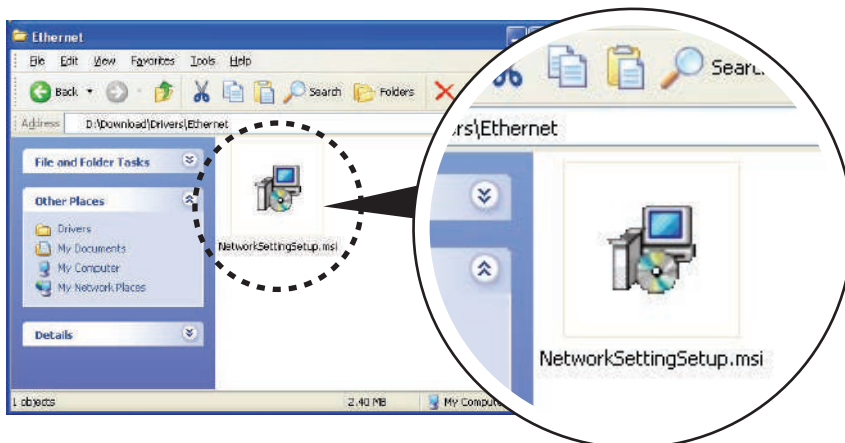 Ethernet
File Edit View Favorites Tools Help
Back Search Folders
Address D:\Download\Drivers\Ethernet
File and Folder Tasks
Other Places
Drivers
My Documents
My Computer
My Network Places
Details
NetworkSettingSetup.msi
1 objects 2.40 MB My Compute
Searc
rs\Ethernet
NetworkSettingSetup.msi